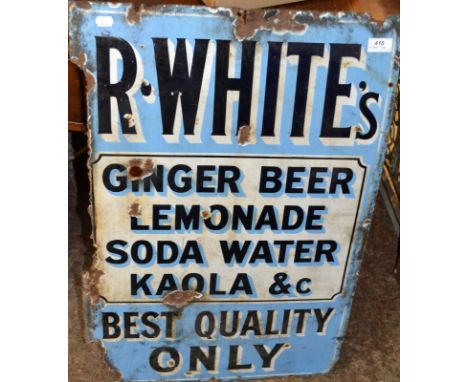 R. WHITE's
GINGER BEER
LEMONADE
SODA WATER
KAOLA &c
BEST QUALITY
ONLY